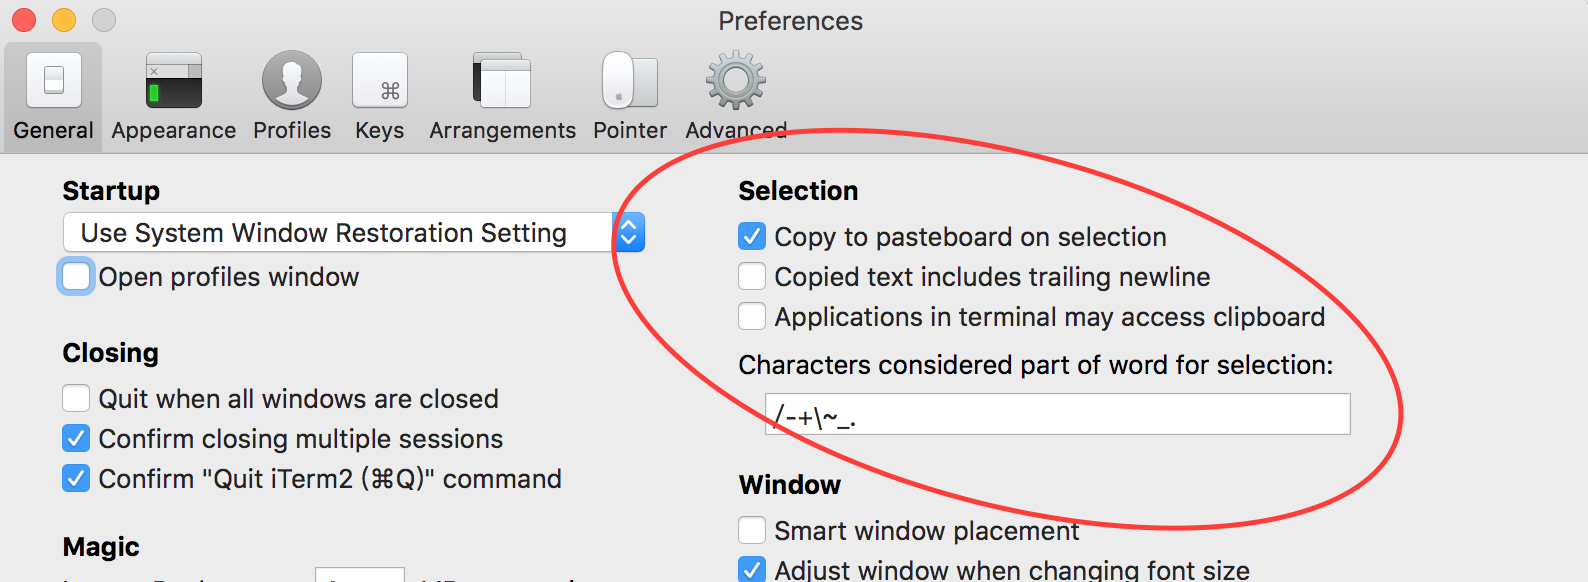 Preferences
General Appearance Profiles Keys Arrangements Pointer Advanced
Startup
Use System Window Restoration Setting
Open profiles window
Closing
Quit when all windows are closed
Confirm closing multiple sessions
Confirm "Quit iTerm2 (⌘Q)" command
Magic
Selection
Copy to pasteboard on selection
Copied text includes trailing newline
Applications in terminal may access clipboard
Characters considered part of word for selection:
/-+\~_.
Window
Smart window placement
Adjust window when changing font size